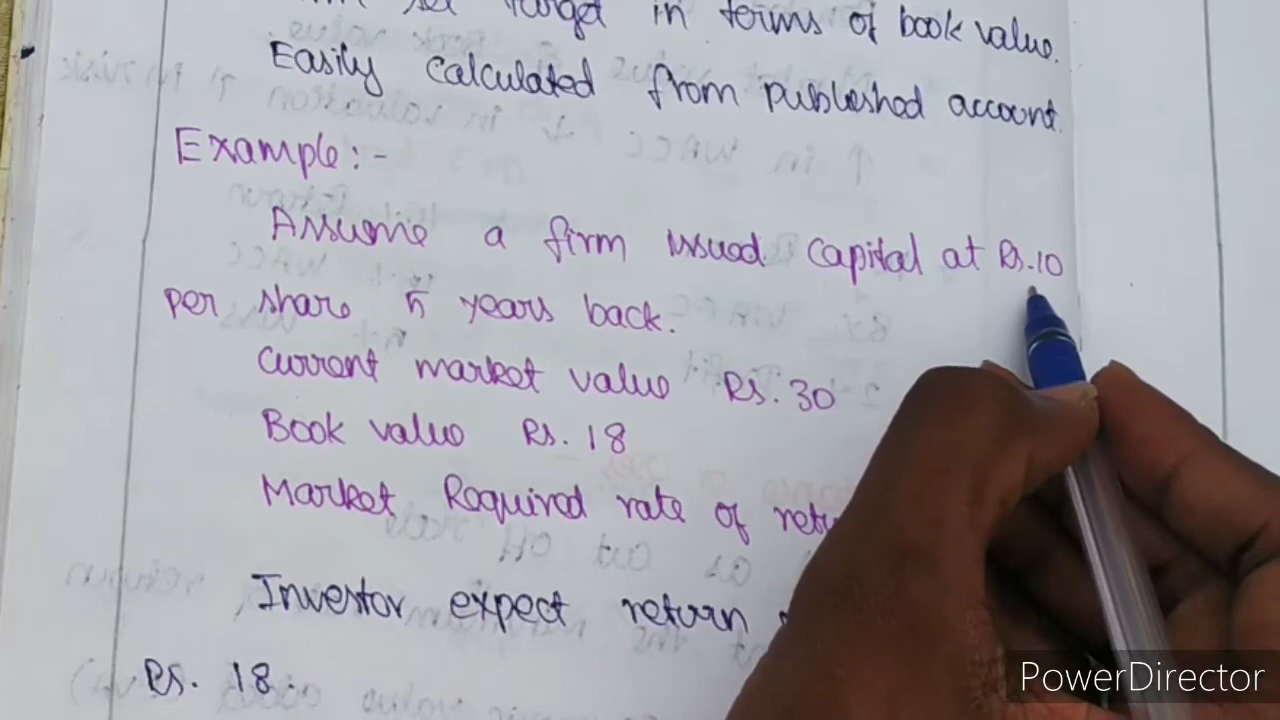 set target in terms of book value.
Easily calculated from published account.
Example:-
Assume a firm issued capital at Rs.10
per share 5 years back.
Current market value Rs. 30
Book value Rs. 18
Market Required rate of retu
Investor expect return
Rs. 18.
PowerDirector